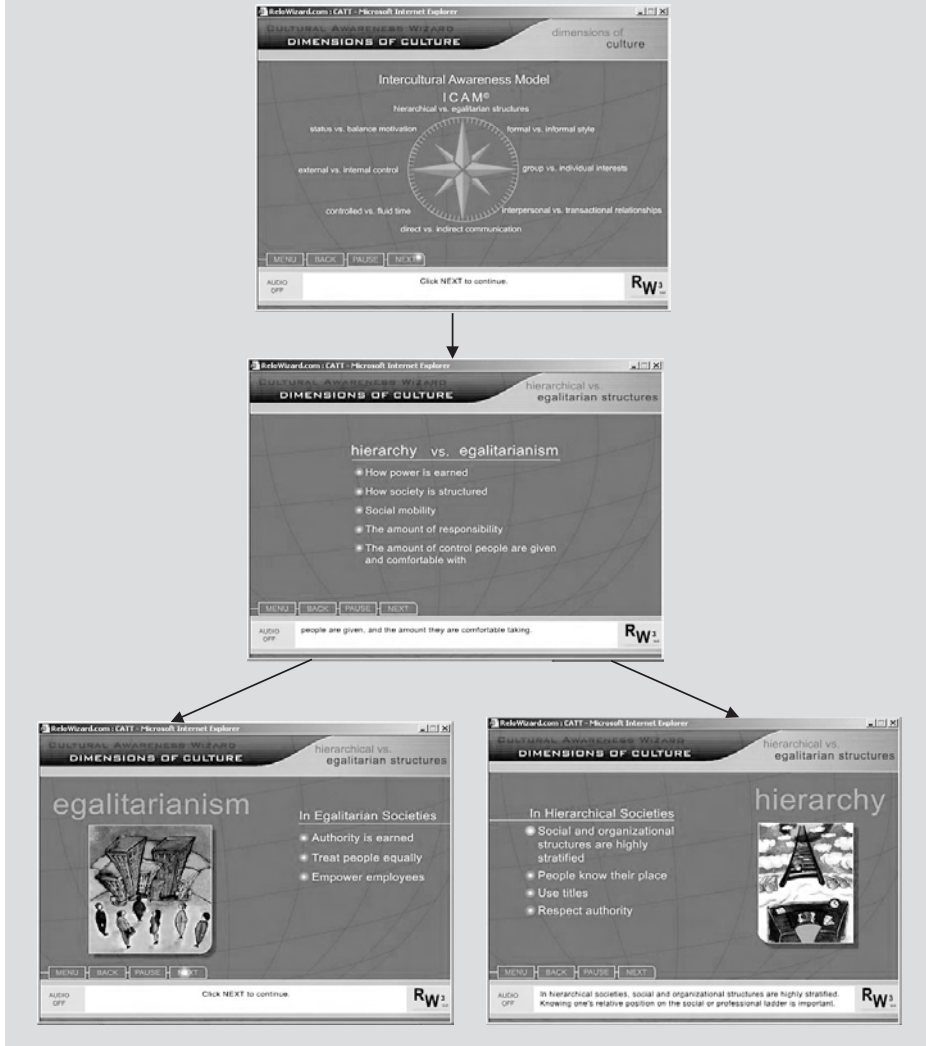 ReloWizard.com : CATT - Microsoft Internet Explorer
CULTURAL AWARENESS WIZARD
DIMENSIONS OF CULTURE
dimensions of
culture
Intercultural Awareness Model
ICAM©
hierarchical vs. egalitarian structures
status vs. balance motivation
formal vs. informal style
external vs. internal control
group vs. individual interests
controlled vs. fluid time
interpersonal vs. transactional relationships
direct vs. indirect communication
MENU BACK PAUSE NEXT
AUDIO
OFF
Click NEXT to continue.
RW3
ReloWizard.com : CATT - Microsoft Internet Explorer
CULTURAL AWARENESS WIZARD
DIMENSIONS OF CULTURE
hierarchical vs.
egalitarian structures
hierarchy vs. egalitarianism
How power is earned
How society is structured
Social mobility
The amount of responsibility
The amount of control people are given
and comfortable with
MENU BACK PAUSE NEXT
AUDIO
OFF
people are given, and the amount they are comfortable taking.
RW3
ReloWizard.com : CATT - Microsoft Internet Explorer
CULTURAL AWARENESS WIZARD
DIMENSIONS OF CULTURE
hierarchical vs.
egalitarian structures
egalitarianism
In Egalitarian Societies
Authority is earned
Treat people equally
Empower employees
MENU BACK PAUSE NEXT
AUDIO
OFF
Click NEXT to continue.
RW3
ReloWizard.com : CATT - Microsoft Internet Explorer
CULTURAL AWARENESS WIZARD
DIMENSIONS OF CULTURE
hierarchical vs.
egalitarian structures
hierarchy
In Hierarchical Societies
Social and organizational
structures are highly
stratified
People know their place
Use titles
Respect authority
MENU BACK PAUSE NEXT
AUDIO
OFF
In hierarchical societies, social and organizational structures are highly stratified.
Knowing one's relative position on the social or professional ladder is important.
RW3